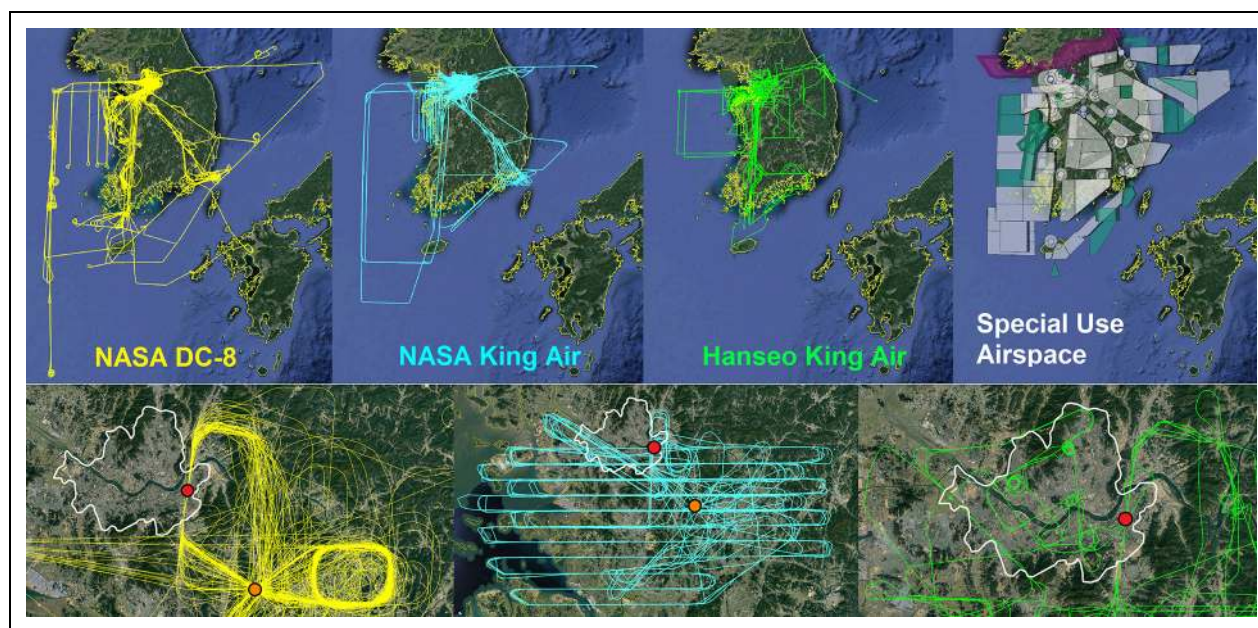 NASA DC-8
NASA King Air
Hanseo King Air
Special Use
Airspace